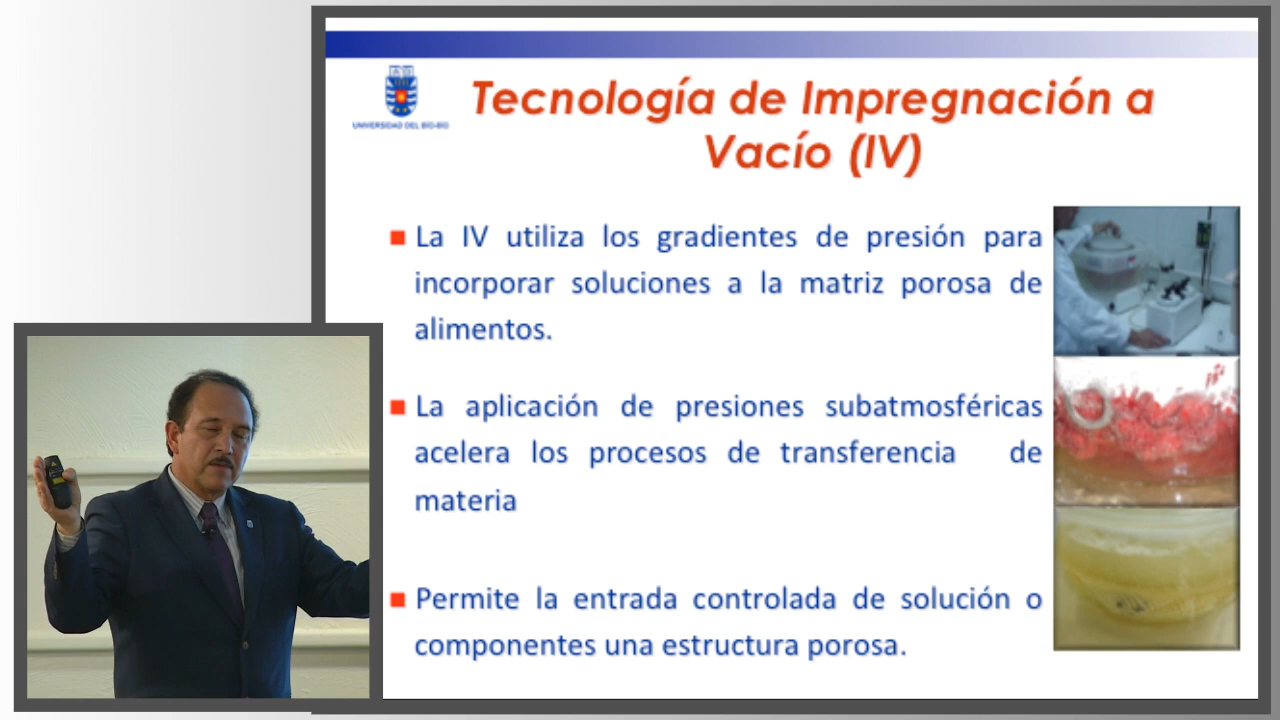 UNIVERSIDAD DEL BÍO-BÍO
Tecnología de Impregnación a
Vacío (IV)
La IV utiliza los gradientes de presión para
incorporar soluciones a la matriz porosa de
alimentos.
La aplicación de presiones subatmosféricas
acelera los procesos de transferencia de
materia
Permite la entrada controlada de solución o
componentes una estructura porosa.